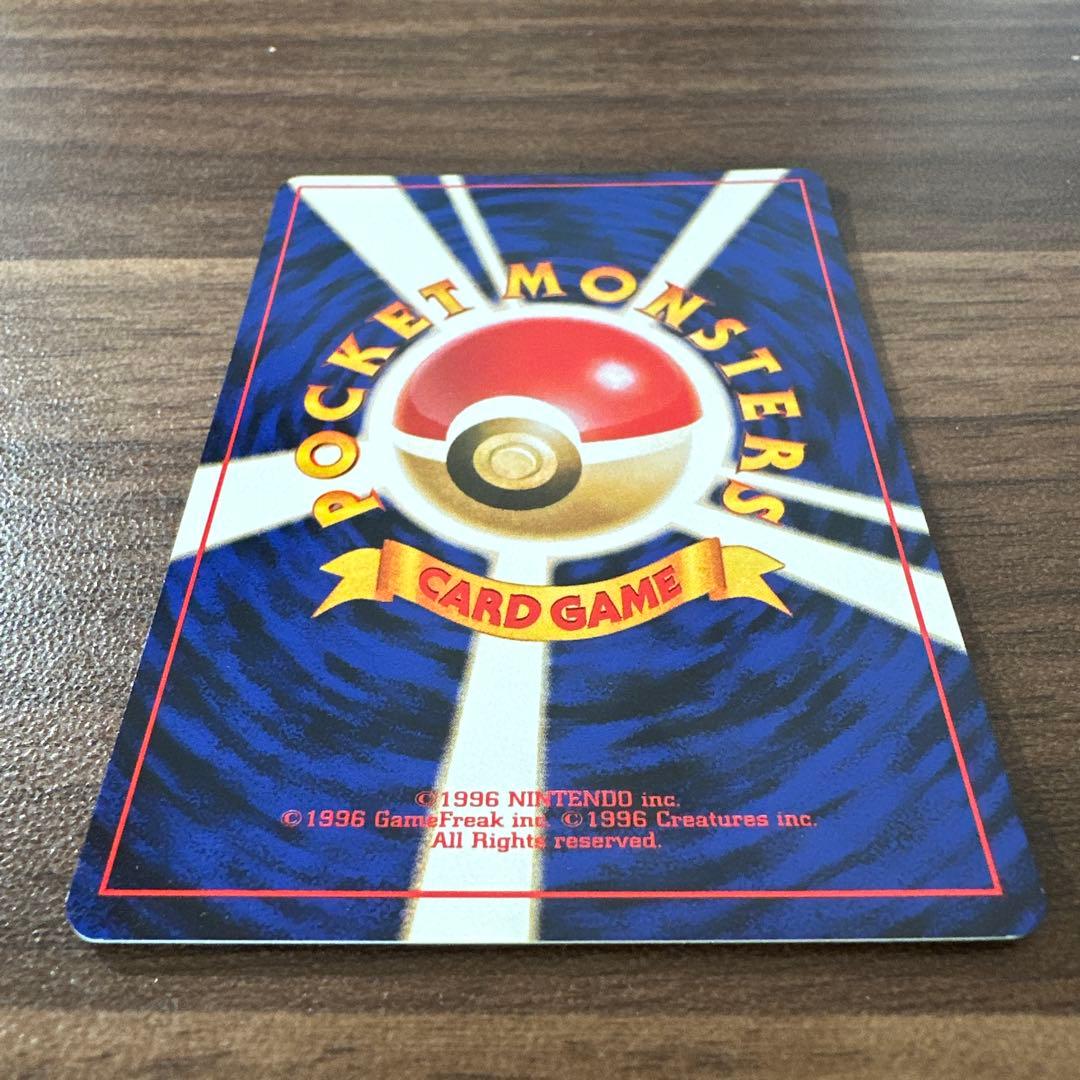 POCKET MONSTERS
CARD GAME
©1996 NINTENDO inc.
©1996 GameFreak inc. ©1996 Creatures inc.
All Rights reserved.